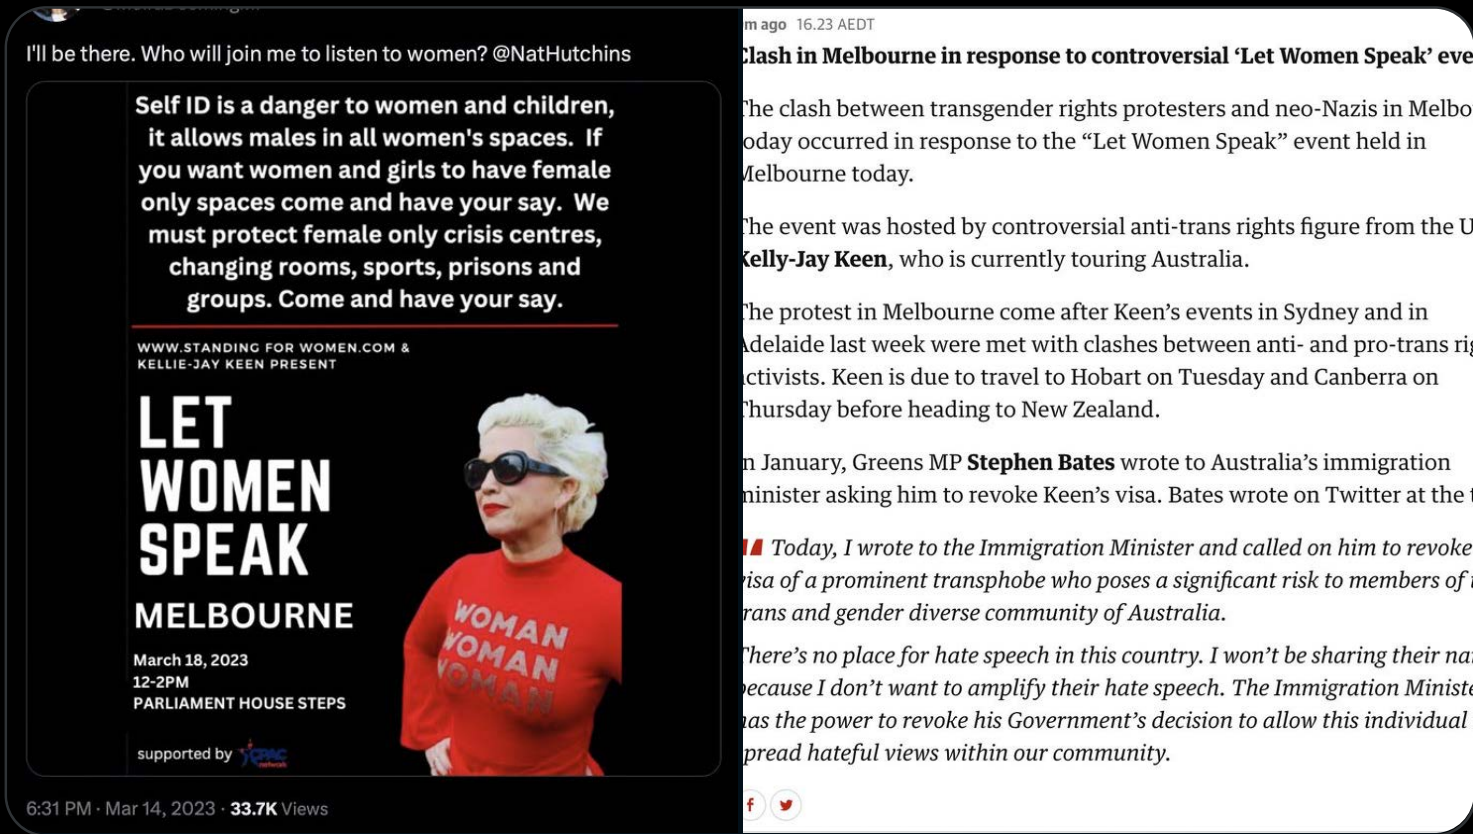 I'll be there. Who will join me to listen to women? @NatHutchins
Self ID is a danger to women and children,
it allows males in all women's spaces. If
you want women and girls to have female
only spaces come and have your say. We
must protect female only crisis centres,
changing rooms, sports, prisons and
groups. Come and have your say.
WWW.STANDING FOR WOMEN.COM &
KELLIE-JAY KEEN PRESENT
LET
WOMEN
SPEAK
MELBOURNE
March 18, 2023
12-2PM
PARLIAMENT HOUSE STEPS
supported by CPAC
network
WOMAN
WOMAN
WOMAN
6:31 PM · Mar 14, 2023 · 33.7K Views
m ago 16.23 AEDT
Clash in Melbourne in response to controversial ‘Let Women Speak’ eve
The clash between transgender rights protesters and neo-Nazis in Melbo
today occurred in response to the “Let Women Speak” event held in
Melbourne today.
The event was hosted by controversial anti-trans rights figure from the U
Kelly-Jay Keen, who is currently touring Australia.
The protest in Melbourne come after Keen’s events in Sydney and in
Adelaide last week were met with clashes between anti- and pro-trans rig
activists. Keen is due to travel to Hobart on Tuesday and Canberra on
Thursday before heading to New Zealand.
In January, Greens MP Stephen Bates wrote to Australia’s immigration
minister asking him to revoke Keen’s visa. Bates wrote on Twitter at the t
Today, I wrote to the Immigration Minister and called on him to revoke
visa of a prominent transphobe who poses a significant risk to members of t
trans and gender diverse community of Australia.
There’s no place for hate speech in this country. I won’t be sharing their na
because I don’t want to amplify their hate speech. The Immigration Ministe
has the power to revoke his Government’s decision to allow this individual
spread hateful views within our community.